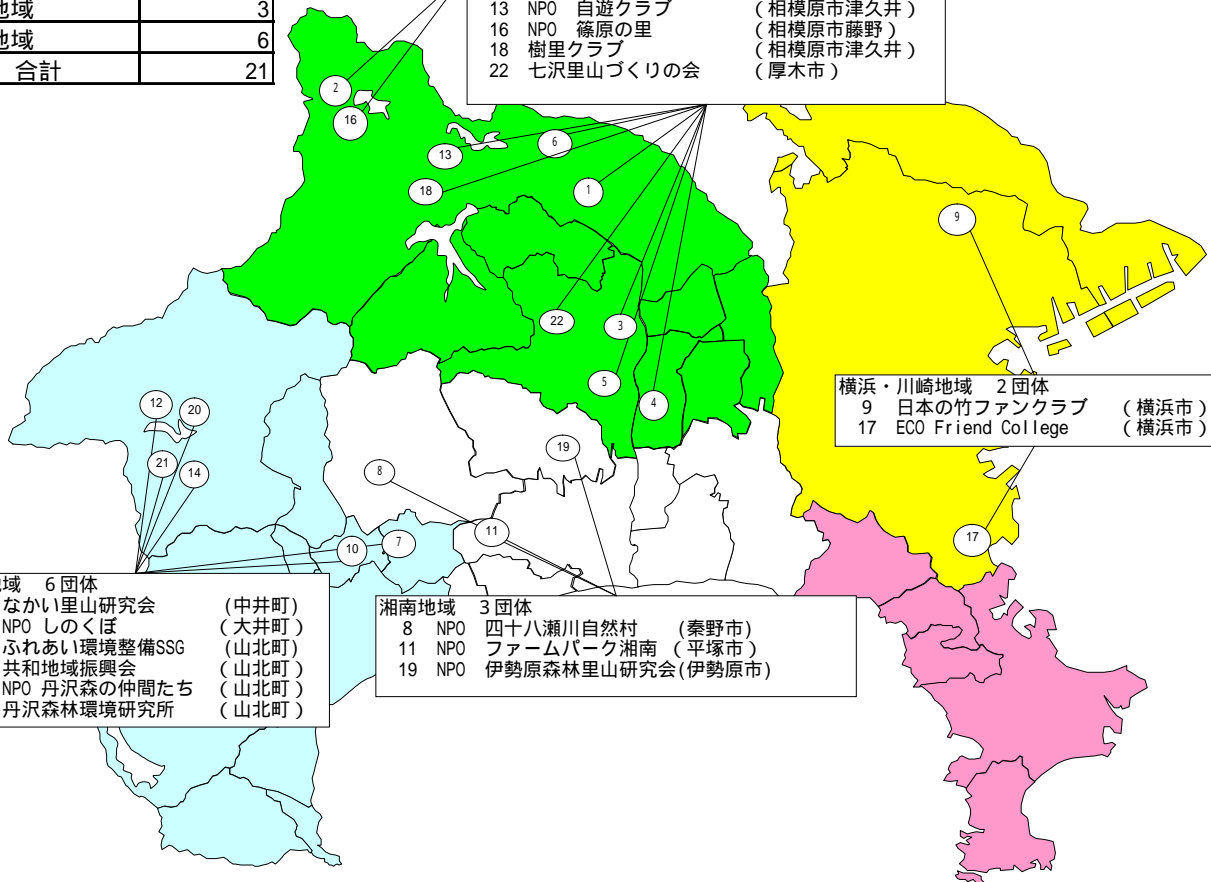 地域 3
地域 6
合計 21
13 NPO 自遊クラブ (相模原市津久井)
16 NPO 篠原の里 (相模原市藤野)
18 樹里クラブ (相模原市津久井)
22 七沢里山づくりの会 (厚木市)
2
16
13
6
18
1
9
22
3
5
4
横浜・川崎地域 2団体
9 日本の竹ファンクラブ (横浜市)
17 ECO Friend College (横浜市)
12
20
21
14
8
19
11
10
7
17
域 6団体
なかい里山研究会 (中井町)
NPO しのくぼ (大井町)
ふれあい環境整備SSG (山北町)
共和地域振興会 (山北町)
NPO 丹沢森の仲間たち (山北町)
丹沢森林環境研究所 (山北町)
湘南地域 3団体
8 NPO 四十八瀬川自然村 (秦野市)
11 NPO ファームパーク湘南 (平塚市)
19 NPO 伊勢原森林里山研究会(伊勢原市)